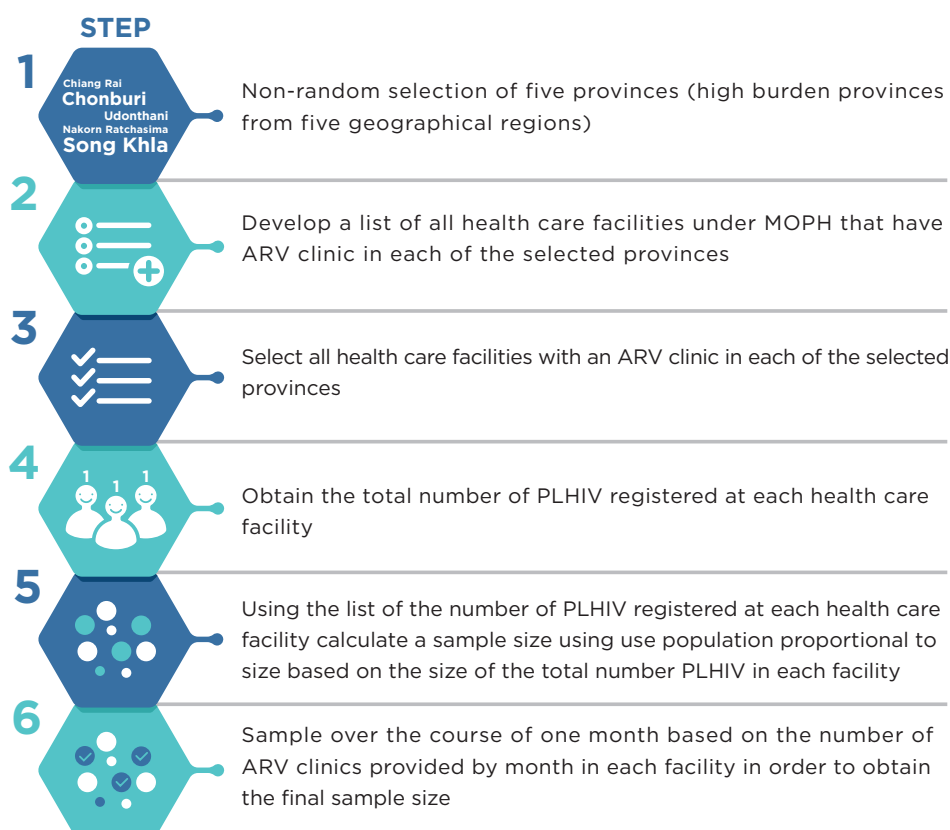 STEP
1
Chiang Rai
Chonburi
Udonthani
Nakorn Ratchasima
Song Khla
Non-random selection of five provinces (high burden provinces
from five geographical regions)
2
Develop a list of all health care facilities under MOPH that have
ARV clinic in each of the selected provinces
3
Select all health care facilities with an ARV clinic in each of the selected
provinces
4
1 1 1
Obtain the total number of PLHIV registered at each health care
facility
5
Using the list of the number of PLHIV registered at each health care
facility calculate a sample size using use population proportional to
size based on the size of the total number PLHIV in each facility
6
Sample over the course of one month based on the number of
ARV clinics provided by month in each facility in order to obtain
the final sample size